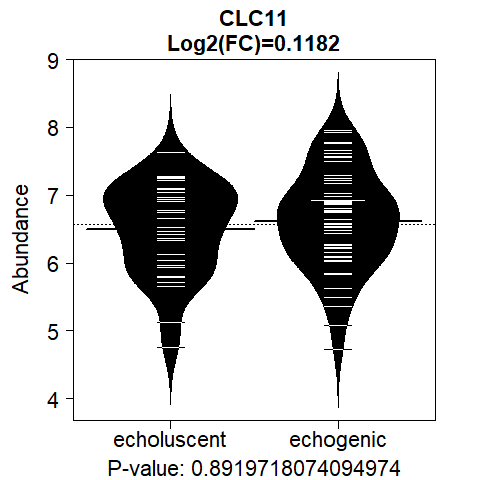 CLC11
Log2(FC)=0.1182
9
8
7
6
5
4
Abundance
echoluscent echogenic
P-value: 0.8919718074094974